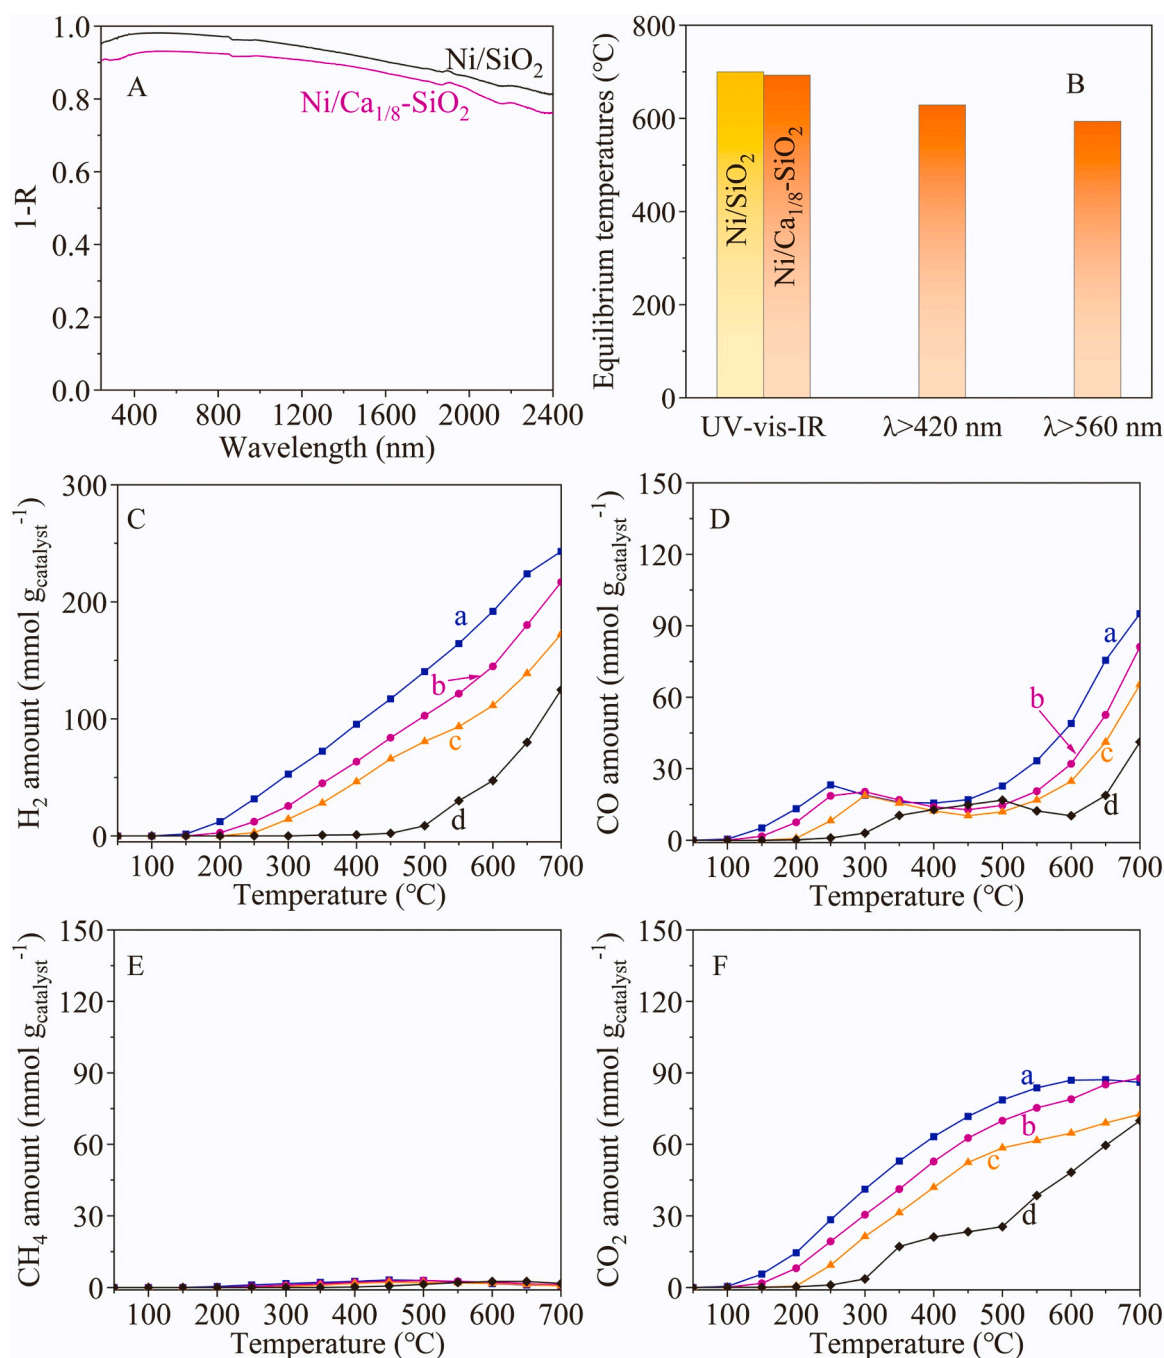 1.0
0.8
0.6
0.4
0.2
0.0
1-R
A
Ni/SiO2
Ni/Ca1/8-SiO2
400 800 1200 1600 2000 2400
Wavelength (nm)
800
600
400
200
0
Equilibrium temperatures (°C)
B
Ni/SiO2
Ni/Ca1/8-SiO2
UV-vis-IR λ>420 nm λ>560 nm
300
200
100
0
H2 amount (mmol gcatalyst-1)
C
a
b
c
d
100 200 300 400 500 600 700
Temperature (°C)
150
120
90
60
30
0
CO amount (mmol gcatalyst-1)
D
a
b
c
d
100 200 300 400 500 600 700
Temperature (°C)
150
120
90
60
30
0
CH4 amount (mmol gcatalyst-1)
E
100 200 300 400 500 600 700
Temperature (°C)
150
120
90
60
30
0
CO2 amount (mmol gcatalyst-1)
F
a
b
c
d
100 200 300 400 500 600 700
Temperature (°C)